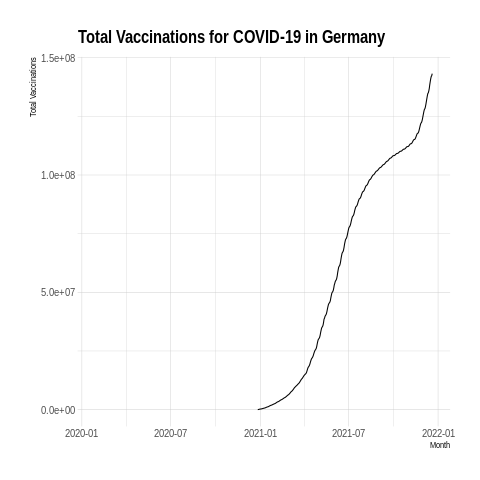 Total Vaccinations for COVID-19 in Germany
Total Vaccinations
1.5e+08
1.0e+08
5.0e+07
0.0e+00
2020-01 2020-07 2021-01 2021-07 2022-01
Month